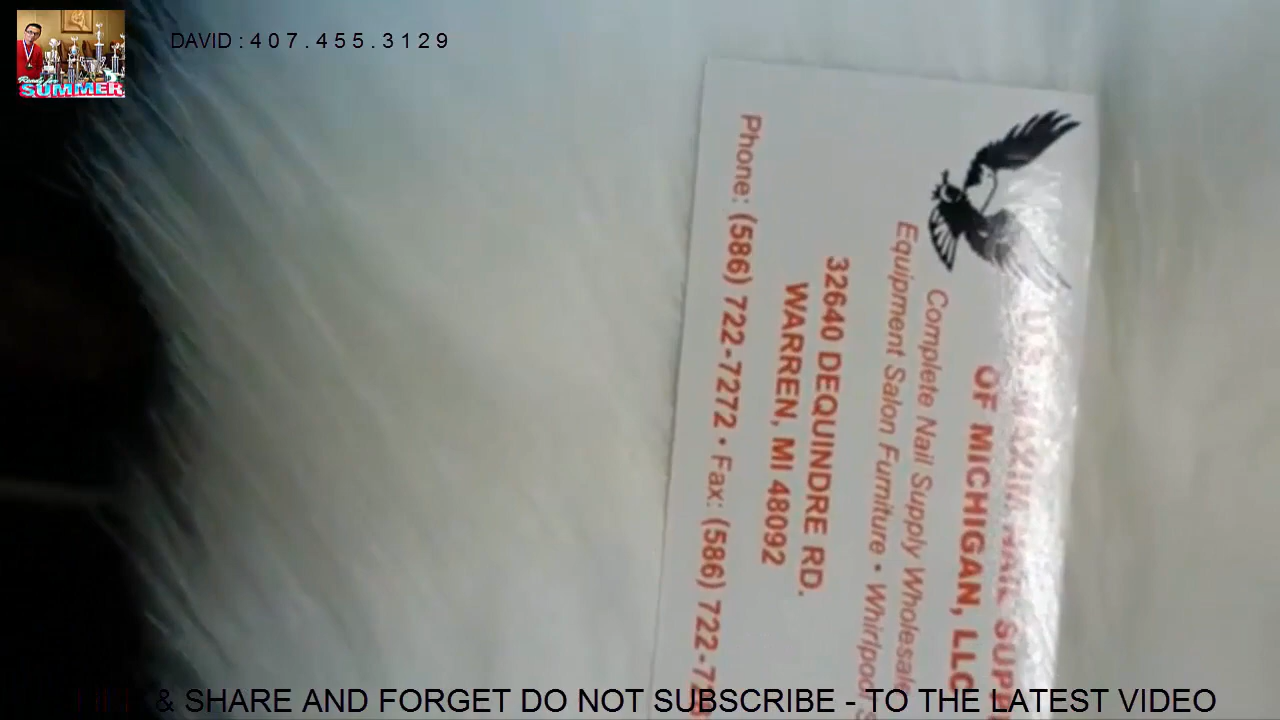 DAVID : 4 0 7 . 4 5 5 . 3 1 2 9
SUMMER
U.S. MAXIM NAIL
OF MICHIGAN, LLC
Complete Nail Supply Wholesale
Equipment Salon Furniture • Whirlpool
32640 DEQUINDRE RD.
WARREN, MI 48092
Phone: (586) 722-7272 • Fax: (586) 722-7
& SHARE AND FORGET DO NOT SUBSCRIBE - TO THE LATEST VIDEO